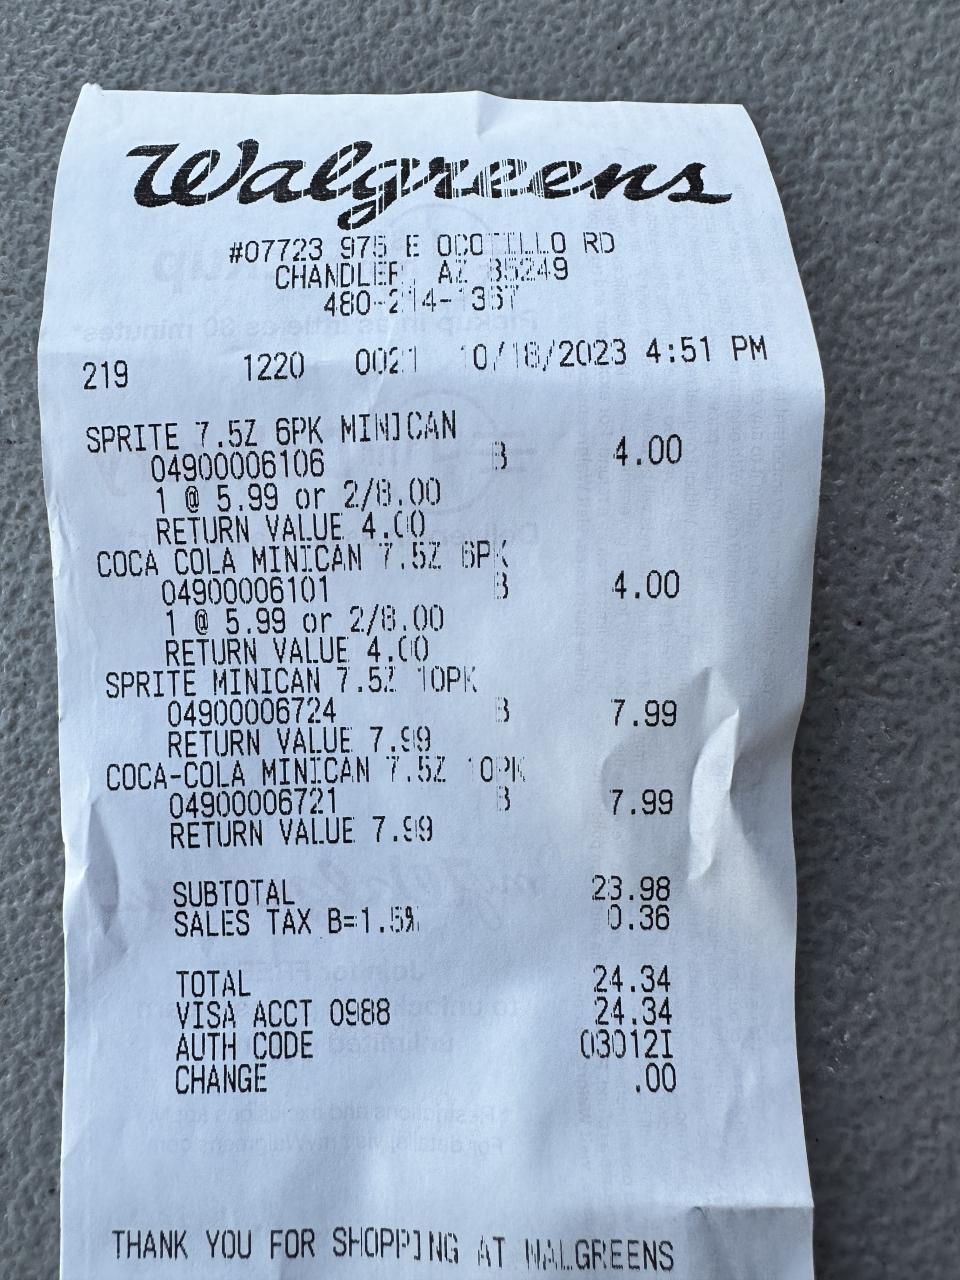 Walgreens
#07723 975 E OCOTILLO RD
CHANDLER, AZ 85249
480-214-1367
219 1220 0021 10/18/2023 4:51 PM
SPRITE 7.5Z 6PK MINICAN
04900006106 B 4.00
1 @ 5.99 or 2/8.00
RETURN VALUE 4.00
COCA COLA MINICAN 7.5Z 6PK
04900006101 B 4.00
1 @ 5.99 or 2/8.00
RETURN VALUE 4.00
SPRITE MINICAN 7.5Z 10PK
04900006724 B 7.99
RETURN VALUE 7.99
COCA-COLA MINICAN 7.5Z 10PK
04900006721 B 7.99
RETURN VALUE 7.99
SUBTOTAL 23.98
SALES TAX B=1.5% 0.36
TOTAL 24.34
VISA ACCT 0988 24.34
AUTH CODE 03012I
CHANGE .00
THANK YOU FOR SHOPPING AT WALGREENS